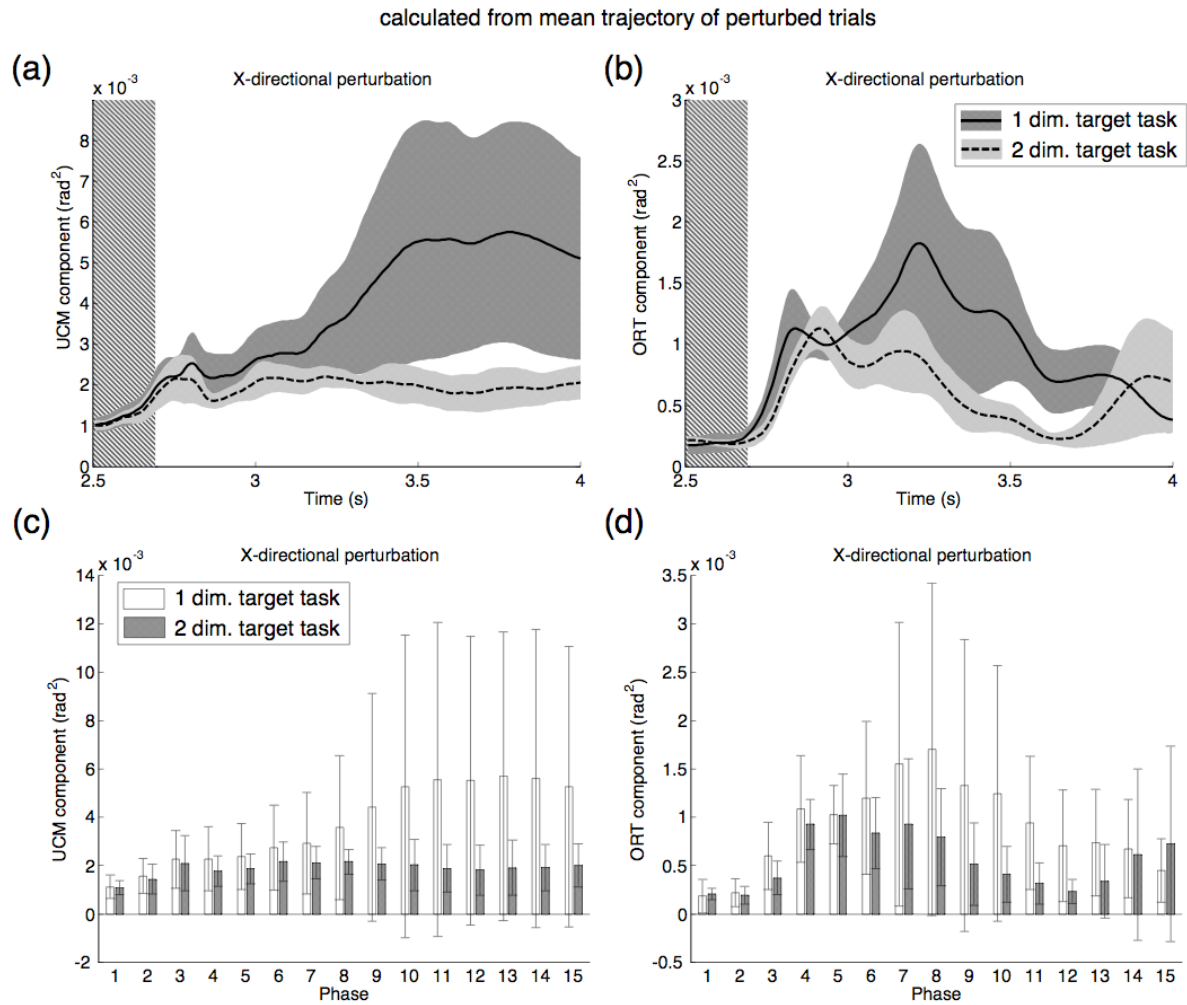 calculated from mean trajectory of perturbed trials
(a)
X-directional perturbation
x 10⁻³
UCM component (rad²)
8
7
6
5
4
3
2
1
0
2.5 3 3.5 4
Time (s)
(b)
X-directional perturbation
x 10⁻³
ORT component (rad²)
3
2.5
2
1.5
1
0.5
0
2.5 3 3.5 4
Time (s)
1 dim. target task
2 dim. target task
(c)
X-directional perturbation
x 10⁻³
UCM component (rad²)
14
12
10
8
6
4
2
0
-2
1 2 3 4 5 6 7 8 9 10 11 12 13 14 15
Phase
1 dim. target task
2 dim. target task
(d)
X-directional perturbation
x 10⁻³
ORT component (rad²)
3.5
3
2.5
2
1.5
1
0.5
0
-0.5
1 2 3 4 5 6 7 8 9 10 11 12 13 14 15
Phase